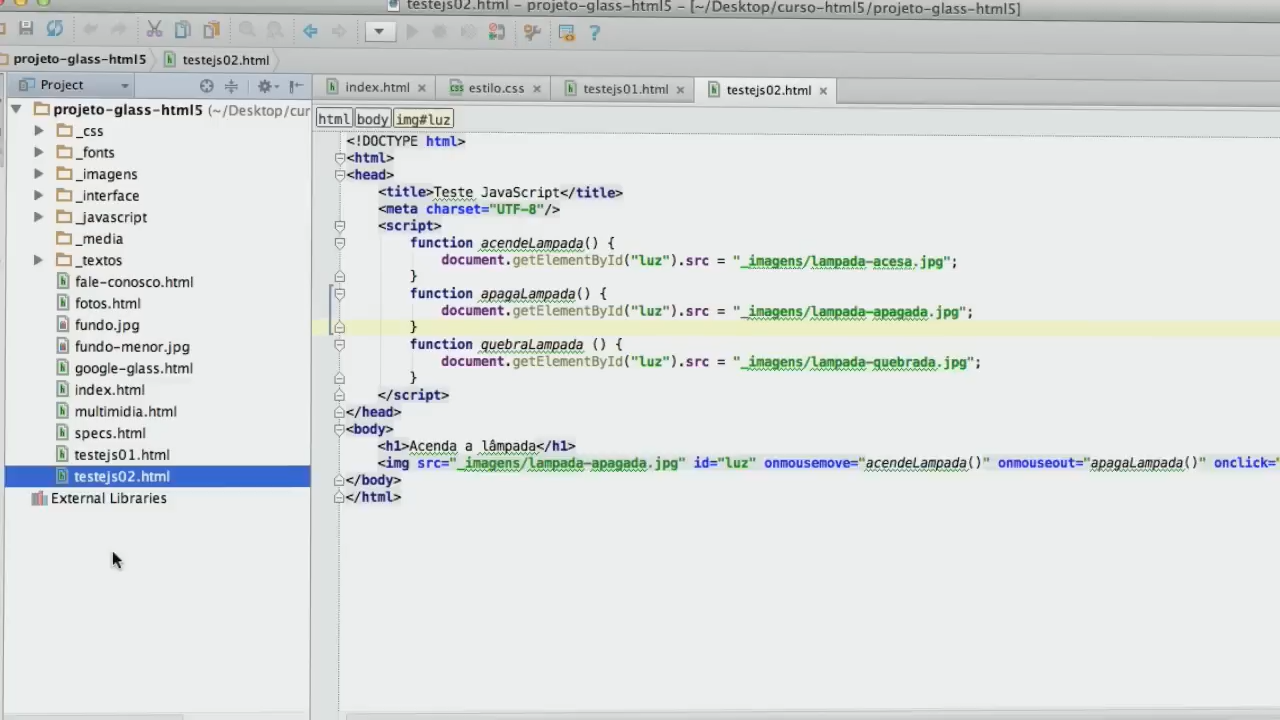 testejs02.html – projeto-glass-html5 – [~/Desktop/curso-html5/projeto-glass-html5]
projeto-glass-html5
testejs02.html
Project
index.html
estilo.css
testejs01.html
testejs02.html
projeto-glass-html5 (~/Desktop/cur
_css
_fonts
_imagens
_interface
_javascript
_media
_textos
fale-conosco.html
fotos.html
fundo.jpg
fundo-menor.jpg
google-glass.html
index.html
multimidia.html
specs.html
testejs01.html
testejs02.html
External Libraries
html body img#luz
<!DOCTYPE html>
<html>
<head>
<title>Teste JavaScript</title>
<meta charset="UTF-8"/>
<script>
function acendeLampada() {
document.getElementById("luz").src = "_imagens/lampada-acesa.jpg";
}
function apagaLampada() {
document.getElementById("luz").src = "_imagens/lampada-apagada.jpg";
}
function quebraLampada () {
document.getElementById("luz").src = "_imagens/lampada-quebrada.jpg";
}
</script>
</head>
<body>
<h1>Acenda a lâmpada</h1>
<img src="_imagens/lampada-apagada.jpg" id="luz" onmousemove="acendeLampada()" onmouseout="apagaLampada()" onclick="
</body>
</html>